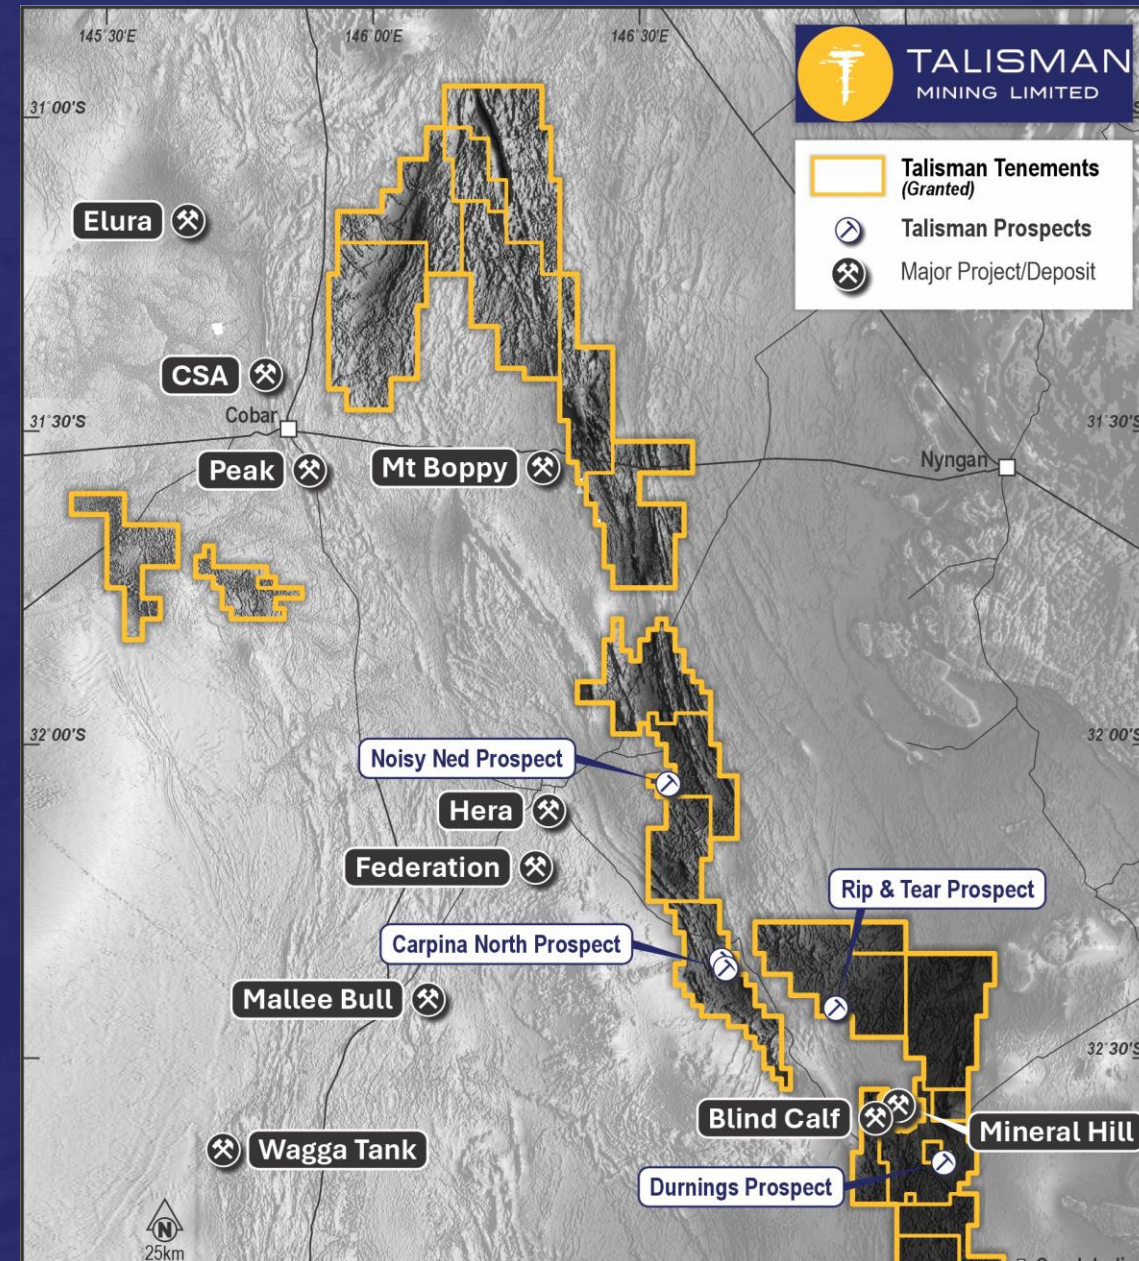 145°30'E
146°00'E
146°30'E
TALISMAN
MINING LIMITED
31°00'S
Talisman Tenements
(Granted)
Talisman Prospects
Major Project/Deposit
Elura
CSA
Cobar
31°30'S
31°30'S
Peak
Mt Boppy
Nyngan
32°00'S
32°00'S
Noisy Ned Prospect
Hera
Federation
Rip & Tear Prospect
Carpina North Prospect
Mallee Bull
32°30'S
Blind Calf
Mineral Hill
Wagga Tank
Durnings Prospect
N
25km